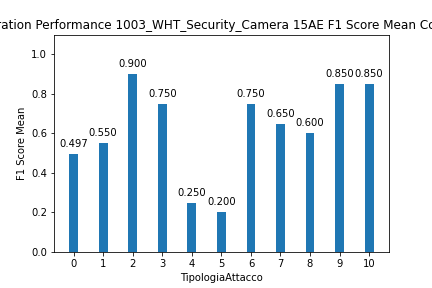 ration Performance 1003_WHT_Security_Camera 15AE F1 Score Mean Co
1.0
0.8
0.6
0.4
0.2
0.0
F1 Score Mean
0.497 0.550 0.900 0.750 0.250 0.200 0.750 0.650 0.600 0.850 0.850
0 1 2 3 4 5 6 7 8 9 10
TipologiaAttacco